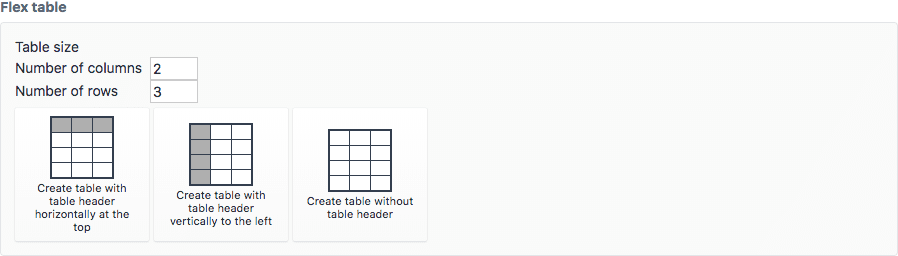 Flex table
Table size
Number of columns 2
Number of rows 3
Create table with
table header
horizontally at the
top
Create table with
table header
vertically to the left
Create table without
table header